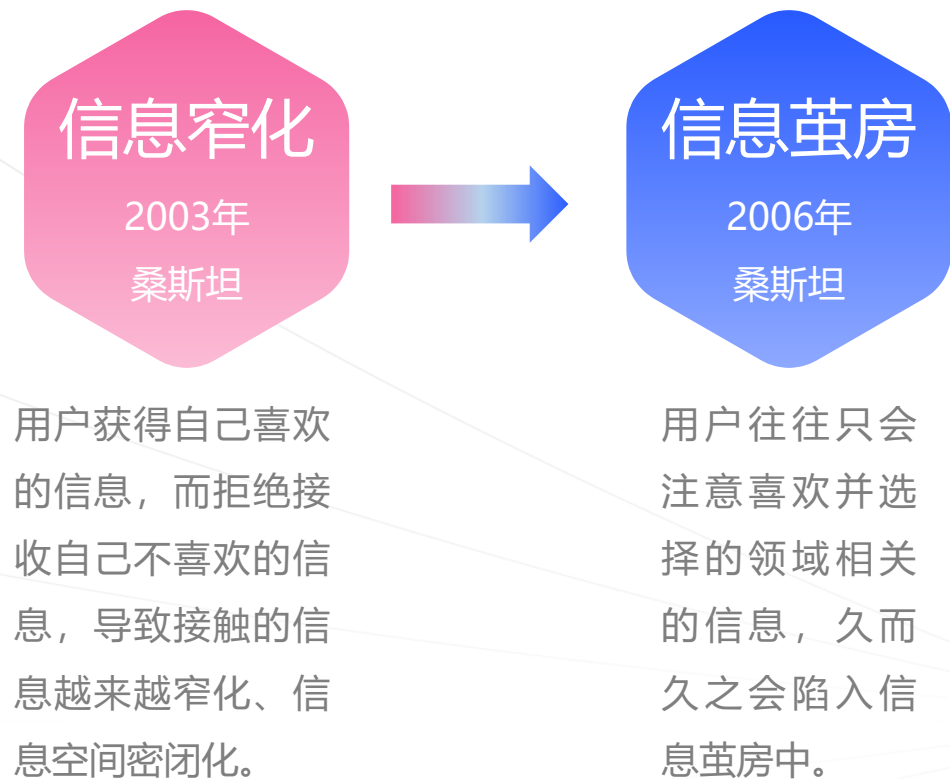 信息窄化
2003年
桑斯坦
用户获得自己喜欢
的信息，而拒绝接
收自己不喜欢的信
息，导致接触的信
息越来越窄化、信
息空间密闭化。
信息茧房
2006年
桑斯坦
用户往往只会
注意喜欢并选
择的领域相关
的信息，久而
久之会陷入信
息茧房中。